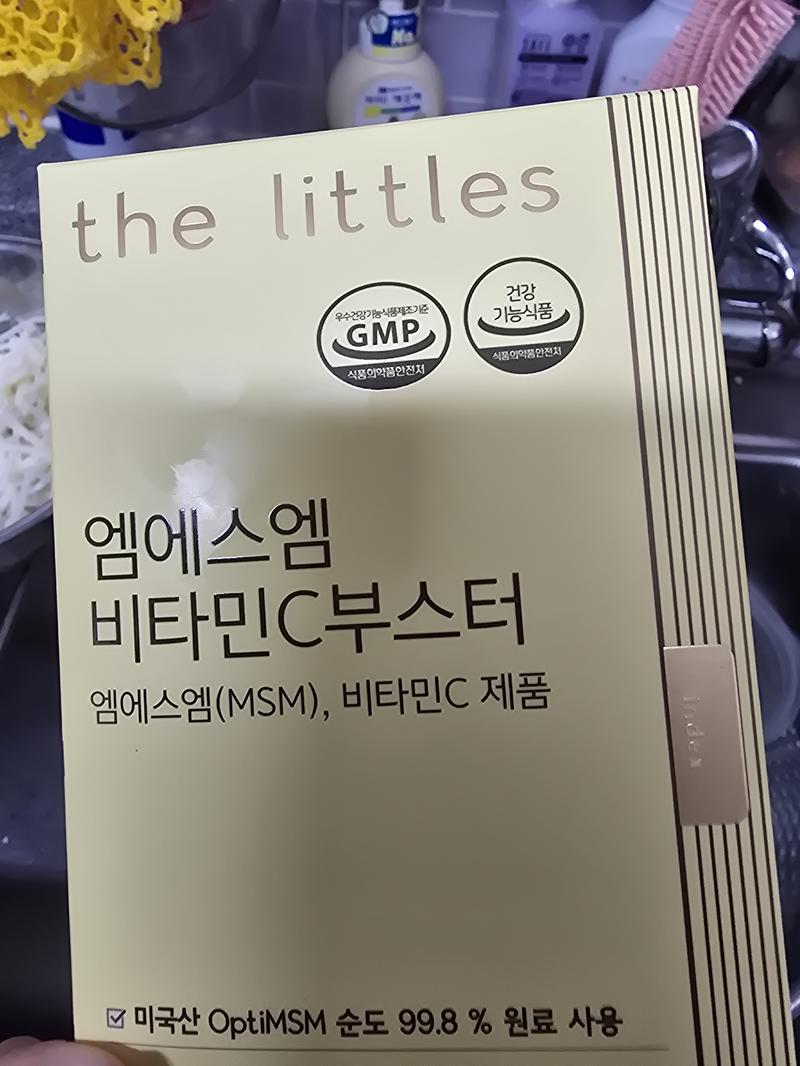 the littles
우수건강기능식품제조기준
GMP
식품의약품안전처
건강
기능식품
식품의약품안전처
엠에스엠
비타민C부스터
엠에스엠(MSM), 비타민C 제품
index
미국산 OptiMSM 순도 99.8 % 원료 사용